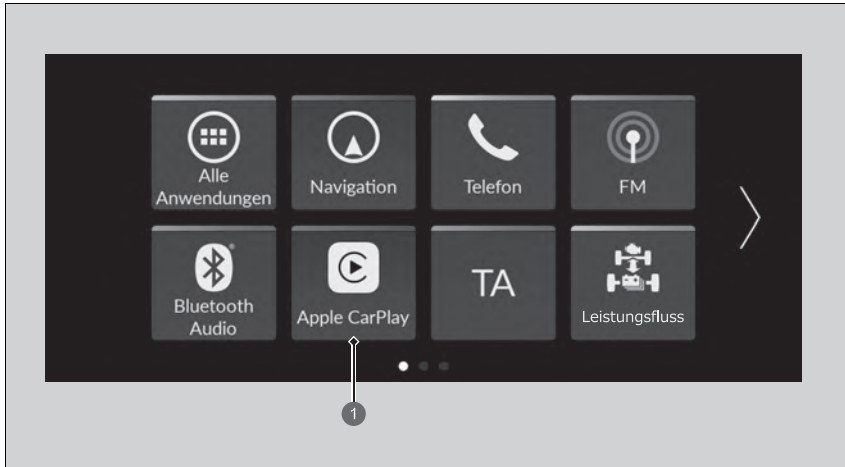 Alle
Anwendungen
Navigation
Telefon
FM
Bluetooth
Audio
Apple CarPlay
TA
Leistungsfluss
1